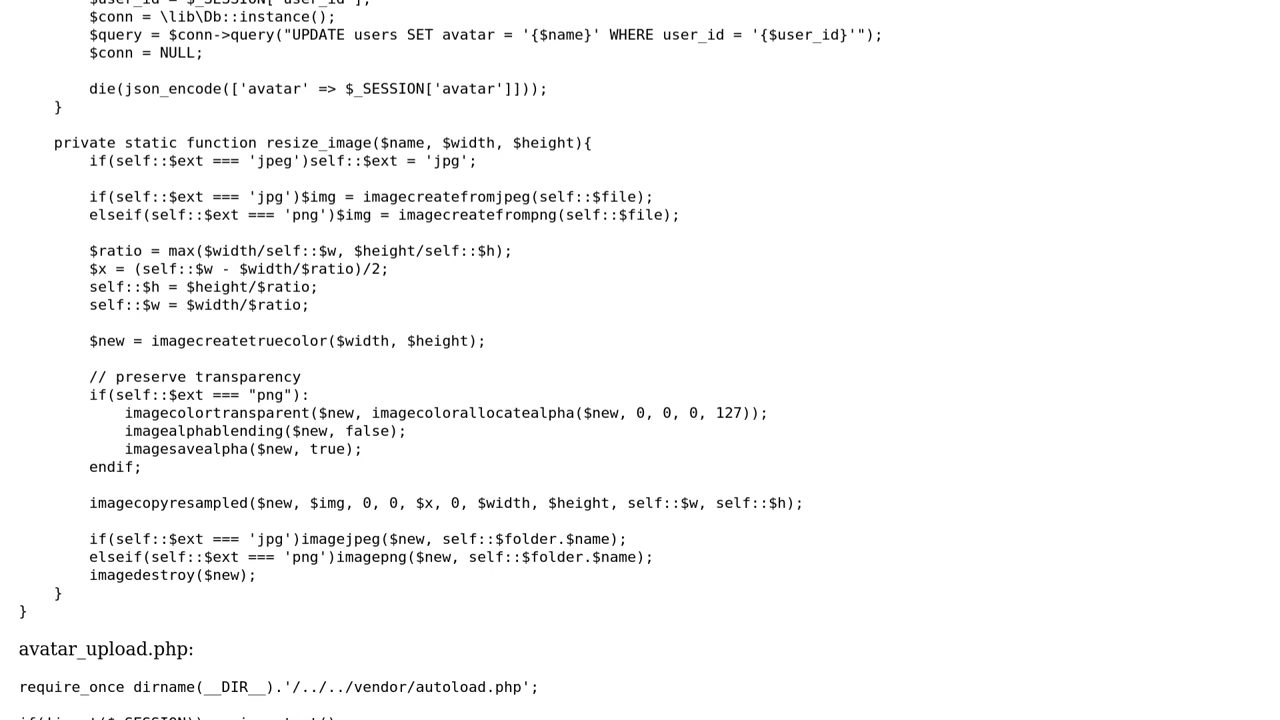 $conn = \lib\Db::instance();
$query = $conn->query("UPDATE users SET avatar = '{$name}' WHERE user_id = '{$user_id}'");
$conn = NULL;
die(json_encode(['avatar' => $_SESSION['avatar']]));
}
private static function resize_image($name, $width, $height){
if(self::$ext === 'jpeg')self::$ext = 'jpg';
if(self::$ext === 'jpg')$img = imagecreatefromjpeg(self::$file);
elseif(self::$ext === 'png')$img = imagecreatefrompng(self::$file);
$ratio = max($width/self::$w, $height/self::$h);
$x = (self::$w - $width/$ratio)/2;
self::$h = $height/$ratio;
self::$w = $width/$ratio;
$new = imagecreatetruecolor($width, $height);
// preserve transparency
if(self::$ext === "png"):
imagecolortransparent($new, imagecolorallocatealpha($new, 0, 0, 0, 127));
imagealphablending($new, false);
imagesavealpha($new, true);
endif;
imagecopyresampled($new, $img, 0, 0, $x, 0, $width, $height, self::$w, self::$h);
if(self::$ext === 'jpg')imagejpeg($new, self::$folder.$name);
elseif(self::$ext === 'png')imagepng($new, self::$folder.$name);
imagedestroy($new);
}
}
avatar_upload.php:
require_once dirname(__DIR__).'/../../vendor/autoload.php';